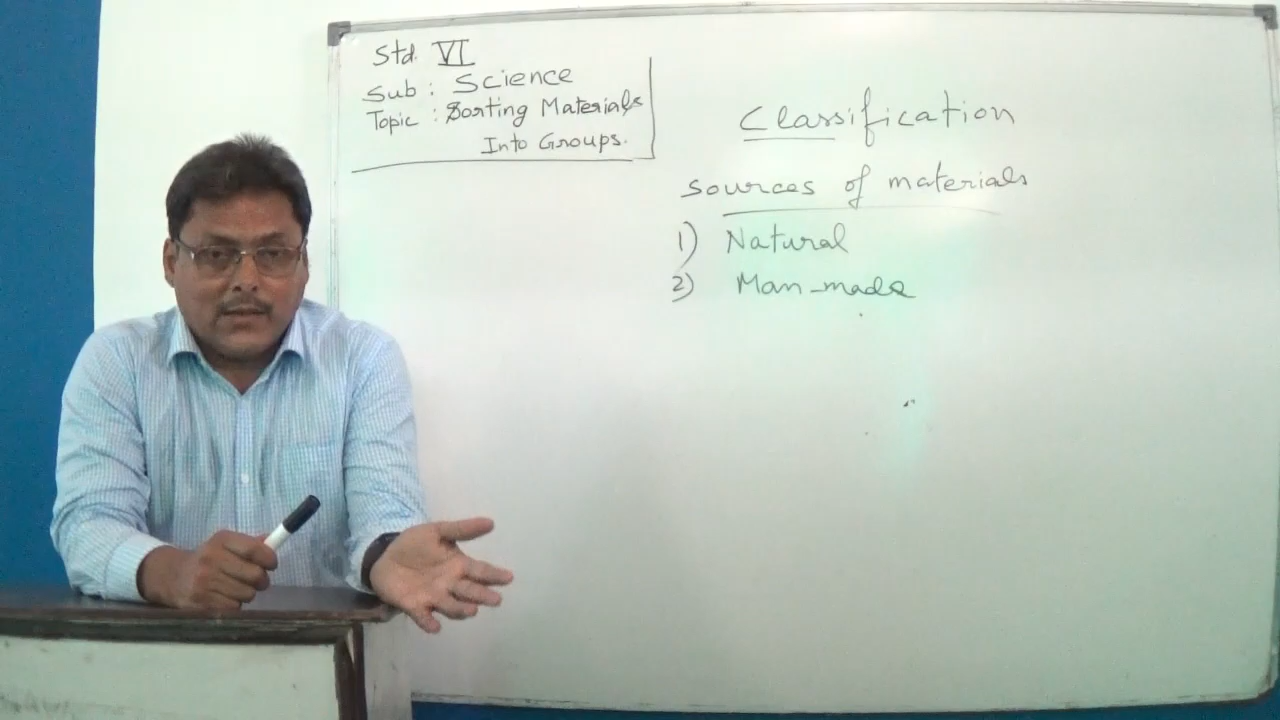 Std. VI
Sub : Science
Topic : Sorting Materials
Into Groups.
Classification
Sources of materials
1) Natural
2) Man-made